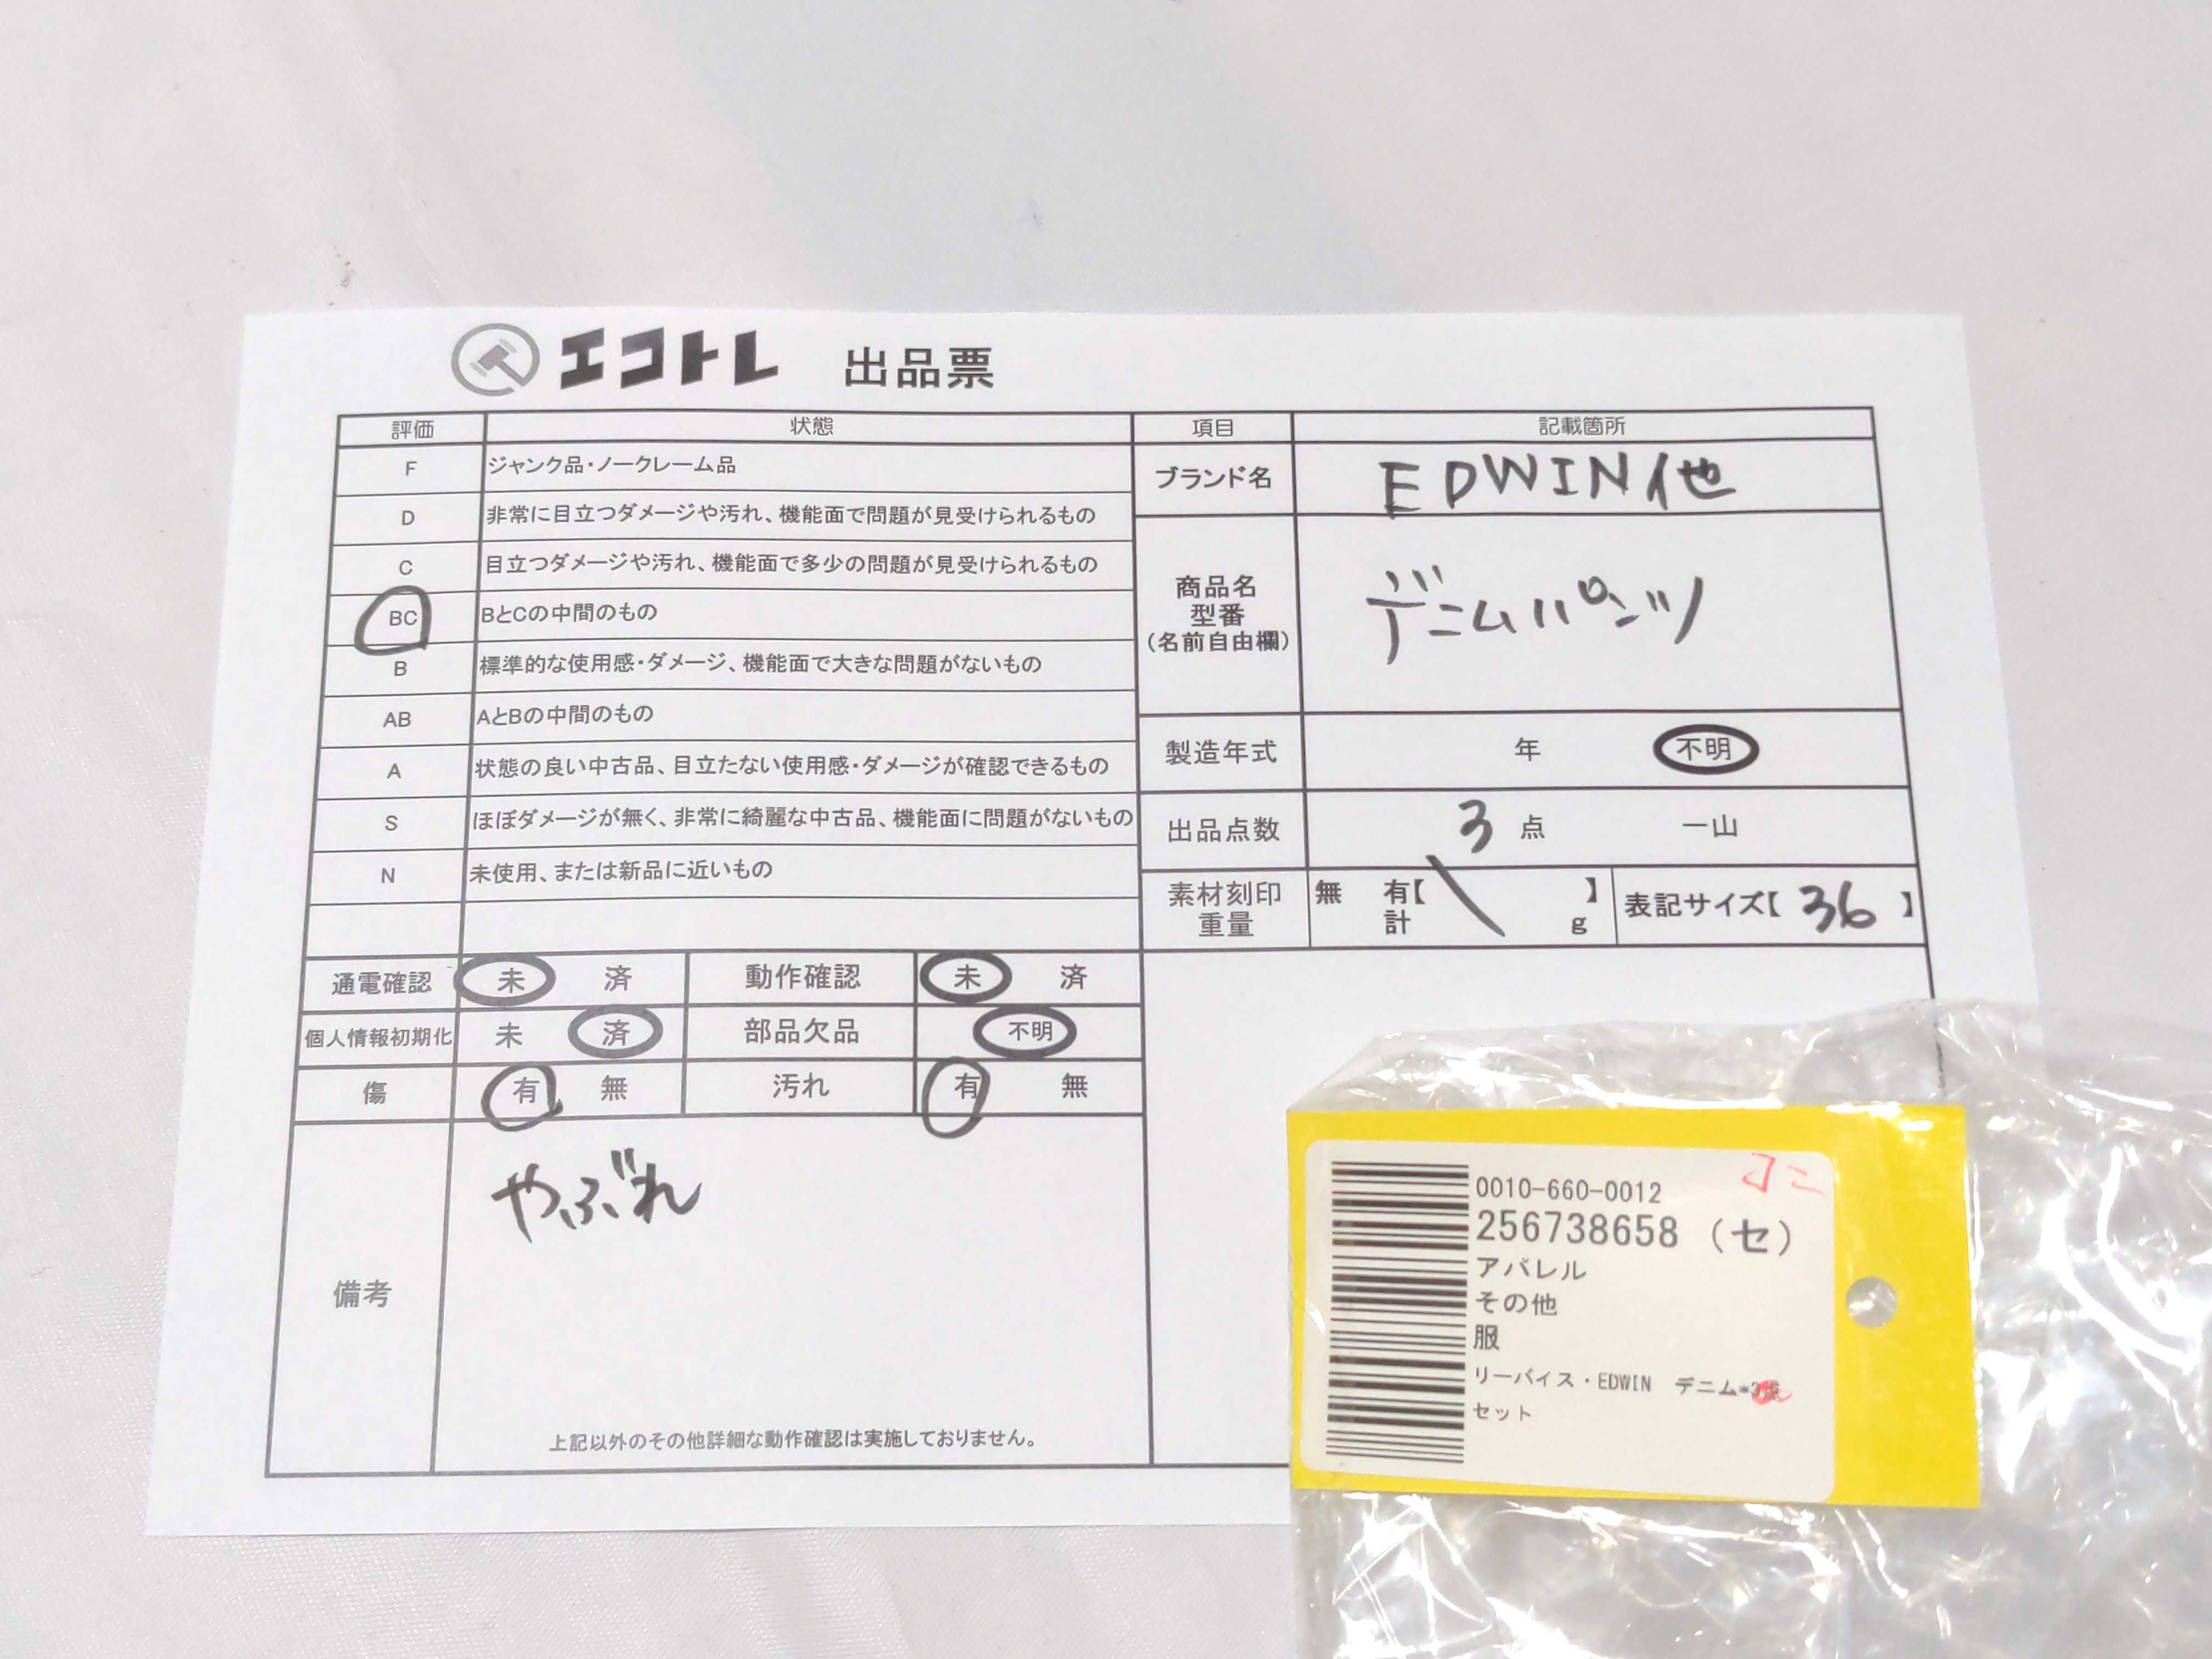 エコトレ 出品票
評価 状態 項目 記載箇所
F ジャンク品・ノークレーム品
D 非常に目立つダメージや汚れ、機能面で問題が見受けられるもの
C 目立つダメージや汚れ、機能面で多少の問題が見受けられるもの
BC BとCの中間のもの
B 標準的な使用感・ダメージ、機能面で大きな問題がないもの
AB AとBの中間のもの
A 状態の良い中古品、目立たない使用感・ダメージが確認できるもの
S ほぼダメージが無く、非常に綺麗な中古品、機能面に問題がないもの
N 未使用、または新品に近いもの
ブランド名 EDWIN他
商品名
型番
(名前自由欄)
デニムパンツ
製造年式 年 不明
出品点数 3 点 一山
素材刻印 無 有【 】
重量 計 g
表記サイズ【 36 】
通電確認 未 済 動作確認 未 済
個人情報初期化 未 済 部品欠品 不明
傷 有 無 汚れ 有 無
備考 やぶれ
上記以外のその他詳細な動作確認は実施しておりません。
0010-660-0012
256738658 (セ)
アパレル
その他
服
リーバイス・EDWIN デニム*
セット